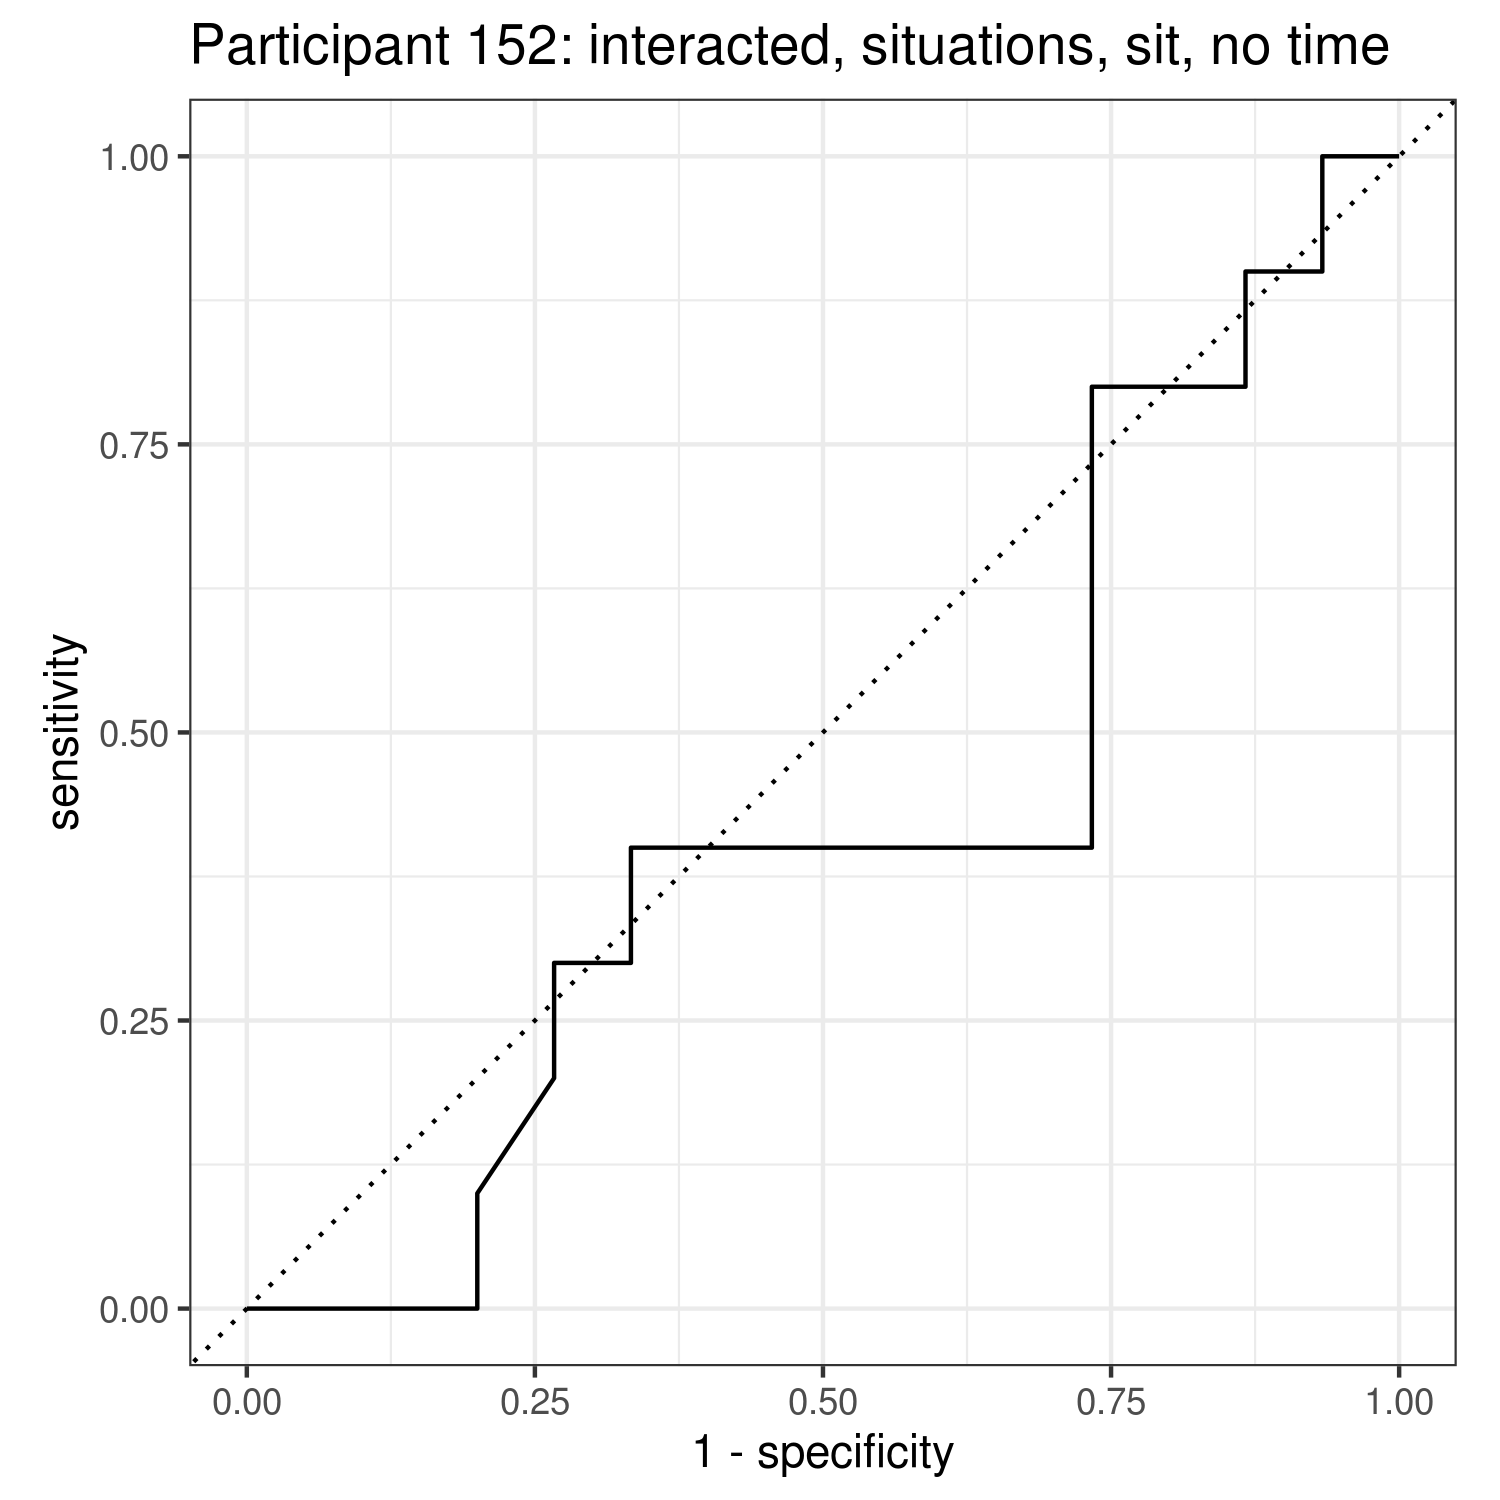 Participant 152: interacted, situations, sit, no time
1.00
0.75
0.50
0.25
0.00
sensitivity
0.00 0.25 0.50 0.75 1.00
1 - specificity